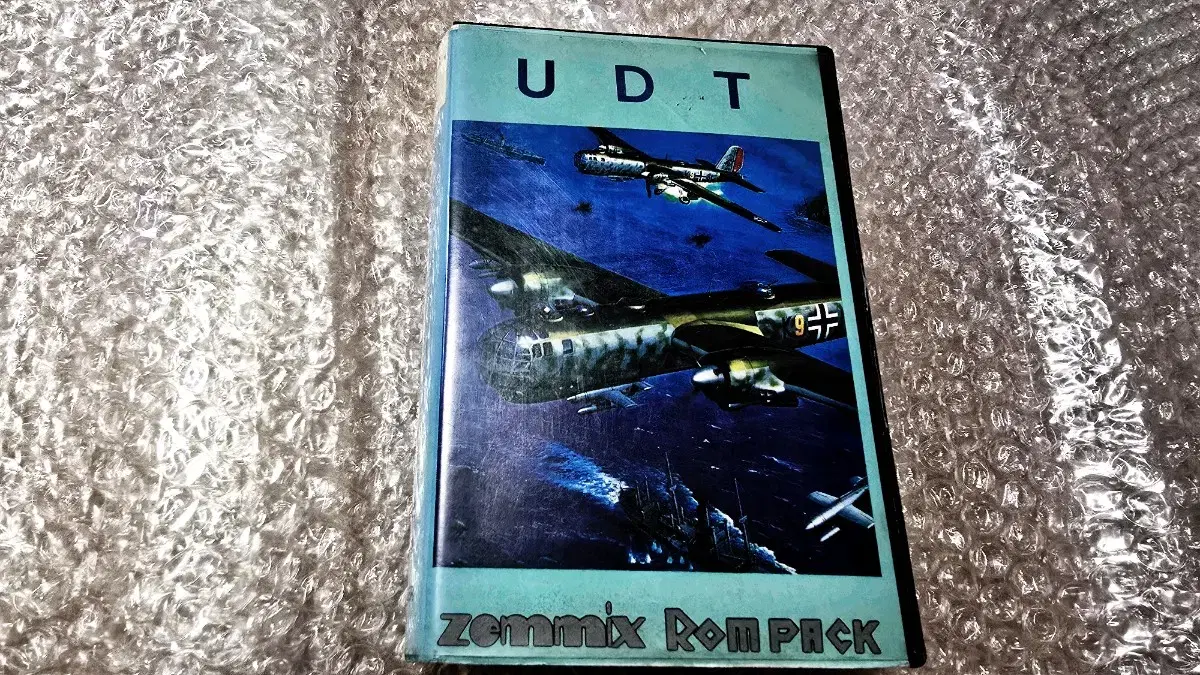 U D T
9
zemmix Rom PACK